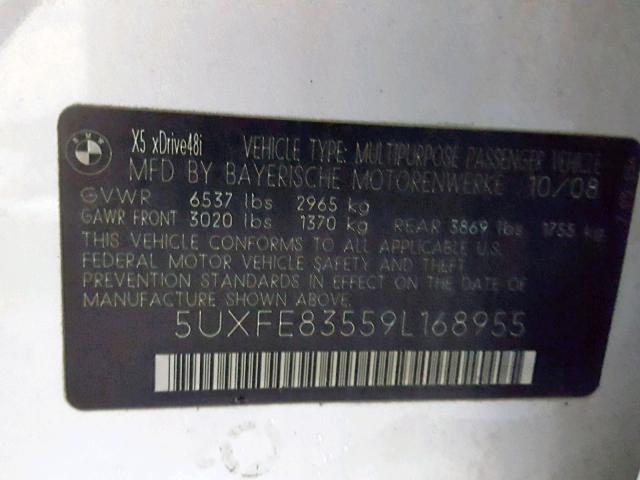 BMW
X5 xDrive48i VEHICLE TYPE: MULTIPURPOSE PASSENGER VEHICLE
MFD BY BAYERISCHE MOTORENWERKE 10/08
GVWR 6537 lbs 2965 kg
GAWR FRONT 3020 lbs 1370 kg REAR 3869 lbs 1755 kg
THIS VEHICLE CONFORMS TO ALL APPLICABLE U.S.
FEDERAL MOTOR VEHICLE SAFETY AND THEFT
PREVENTION STANDARDS IN EFFECT ON THE DATE OF
MANUFACTURE SHOWN ABOVE.
5UXFE83559L168955